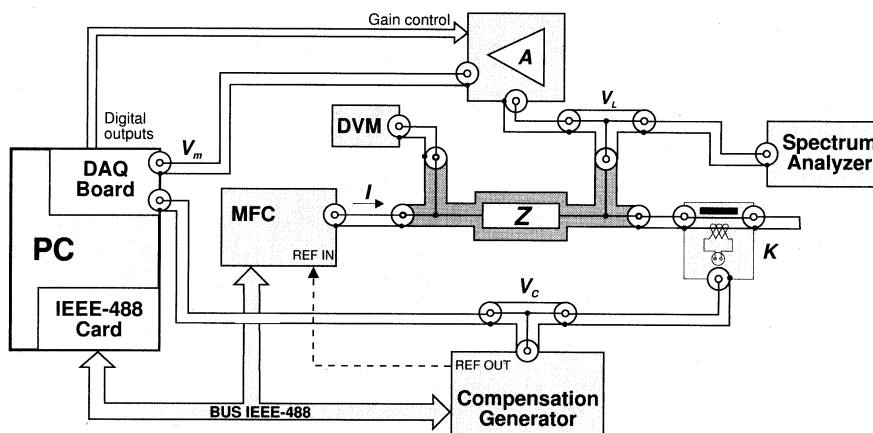 Gain control
A
Digital
outputs
V_m
V_L
DVM
Spectrum
Analyzer
DAQ
Board
MFC
I
Z
REF IN
PC
K
IEEE-488
Card
V_C
REF OUT
Compensation
Generator
BUS IEEE-488